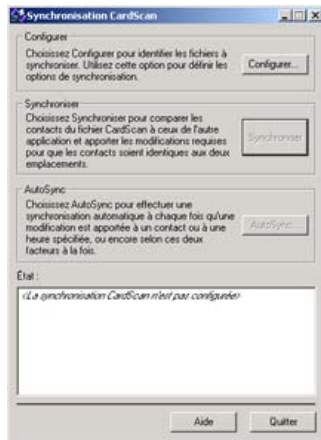 Synchronisation CardScan
Configurer
Choisissez Configurer pour identifier les fichiers à
synchroniser. Utilisez cette option pour définir les
options de synchronisation.
Configurer...
Synchroniser
Choisissez Synchroniser pour comparer les
contacts du fichier CardScan à ceux de l'autre
application et apporter les modifications requises
pour que les contacts soient identiques aux deux
emplacements.
Synchroniser
AutoSync
Choisissez AutoSync pour effectuer une
synchronisation automatique à chaque fois qu'une
modification est apportée à un contact ou à une
heure spécifiée, ou encore selon ces deux
facteurs à la fois.
AutoSync...
État :
<La synchronisation CardScan n'est pas configurée>
Aide
Quitter